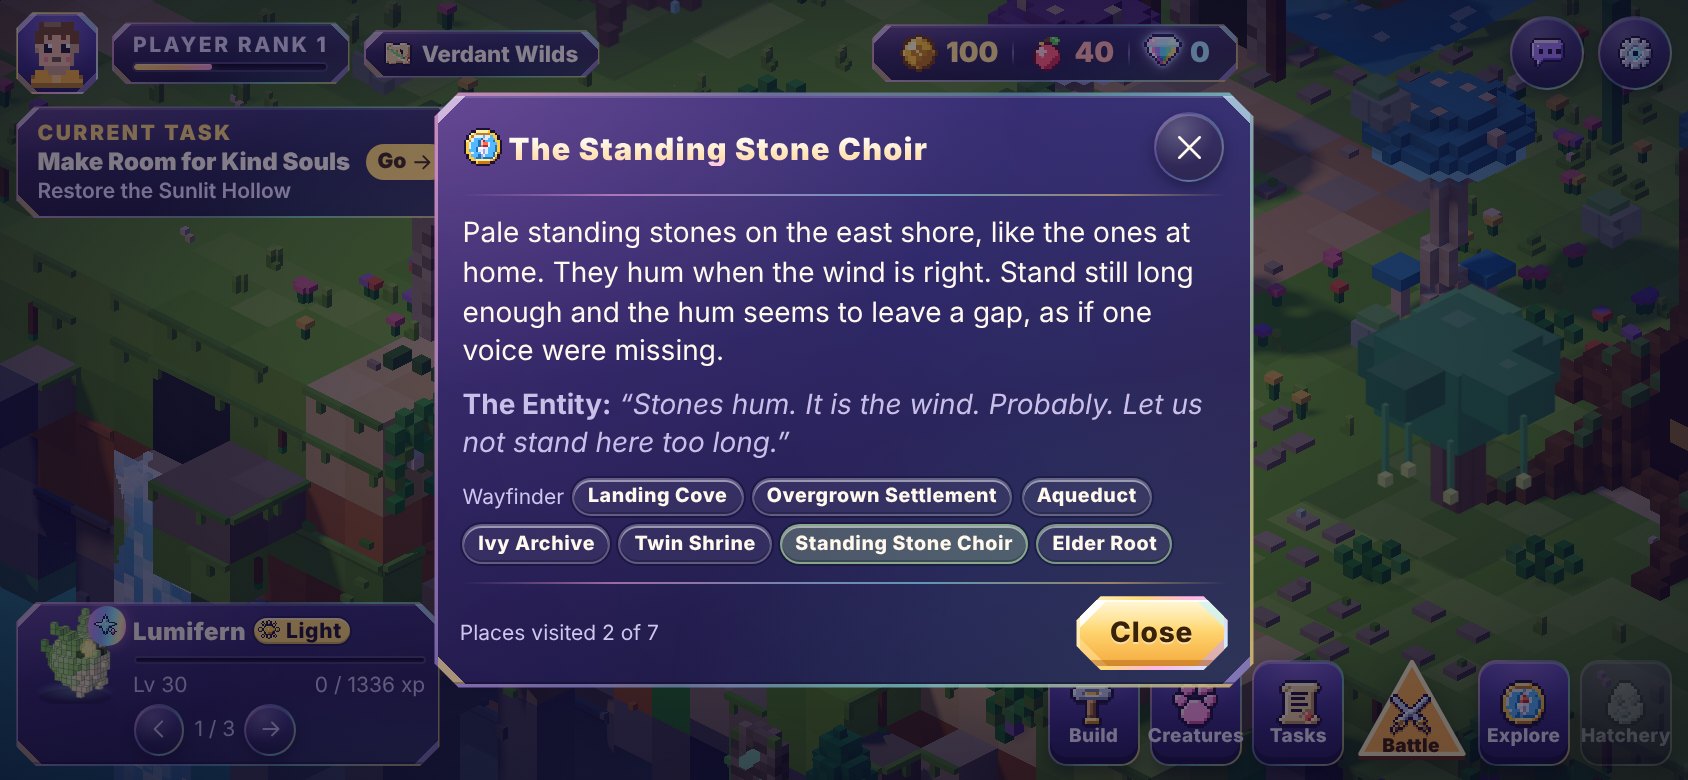 PLAYER RANK 1
Verdant Wilds
100
40
0
CURRENT TASK
Make Room for Kind Souls
Go →
Restore the Sunlit Hollow
The Standing Stone Choir
Pale standing stones on the east shore, like the ones at
home. They hum when the wind is right. Stand still long
enough and the hum seems to leave a gap, as if one
voice were missing.
The Entity: “Stones hum. It is the wind. Probably. Let us
not stand here too long.”
Wayfinder Landing Cove Overgrown Settlement Aqueduct
Ivy Archive Twin Shrine Standing Stone Choir Elder Root
Places visited 2 of 7
Close
Lumifern Light
Lv 30 0 / 1336 xp
1 / 3
Build Creatures Tasks Battle Explore Hatchery